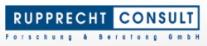 RUPPRECHT CONSULT
Forschung & Beratung GmbH